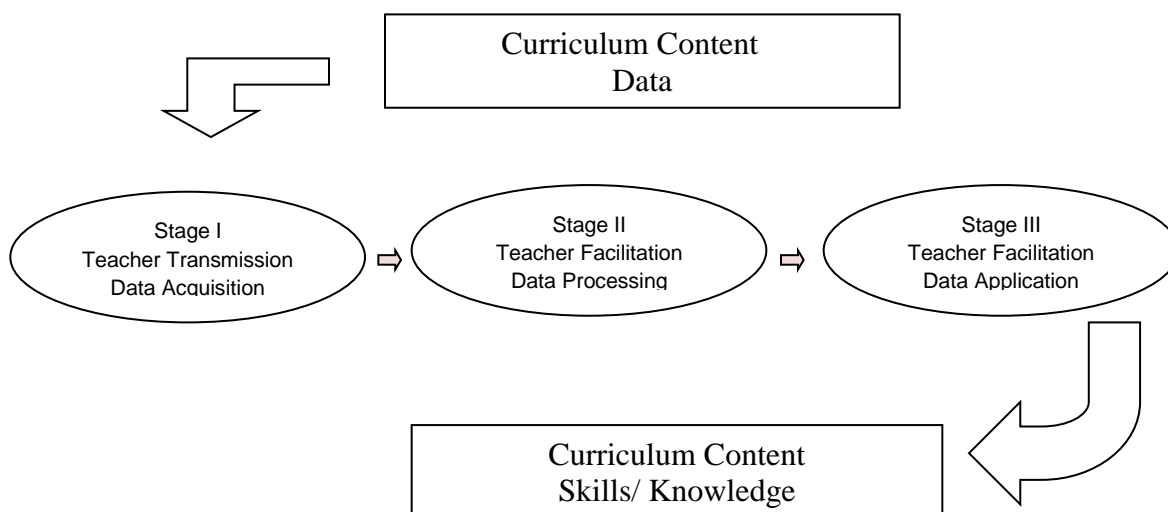 Curriculum Content
Data
Stage I
Teacher Transmission
Data Acquisition
Stage II
Teacher Facilitation
Data Processing
Stage III
Teacher Facilitation
Data Application
Curriculum Content
Skills/ Knowledge